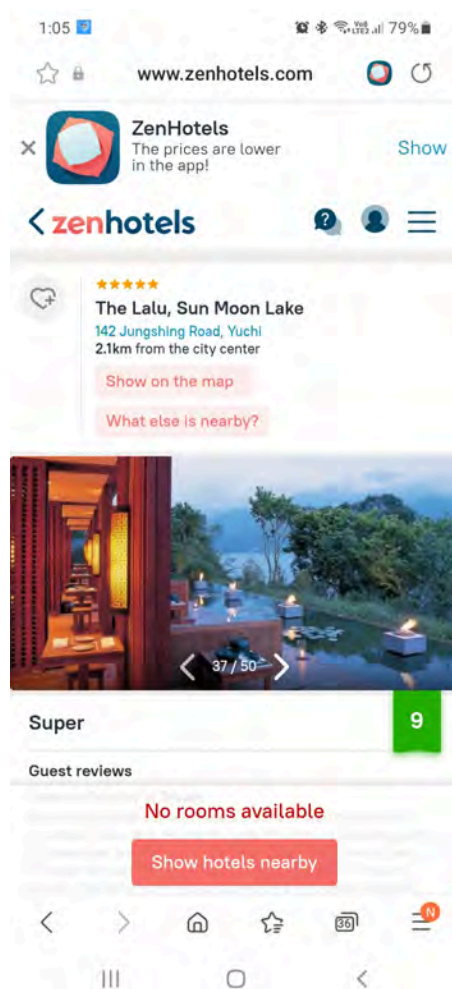 1:05
79%
www.zenhotels.com
ZenHotels
The prices are lower
in the app!
Show
zenhotels
The Lalu, Sun Moon Lake
142 Jungshing Road, Yuchi
2.1km from the city center
Show on the map
What else is nearby?
37 / 50
Super
9
Guest reviews
No rooms available
Show hotels nearby
36
N